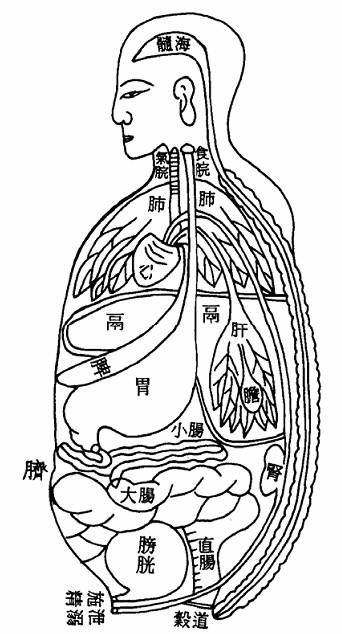 髓海
氣脘
食脘
肺
肺
心
鬲
鬲
肝
脾
胃
膽
小腸
臍
腎
大腸
膀胱
直腸
泄溺
施精
穀道